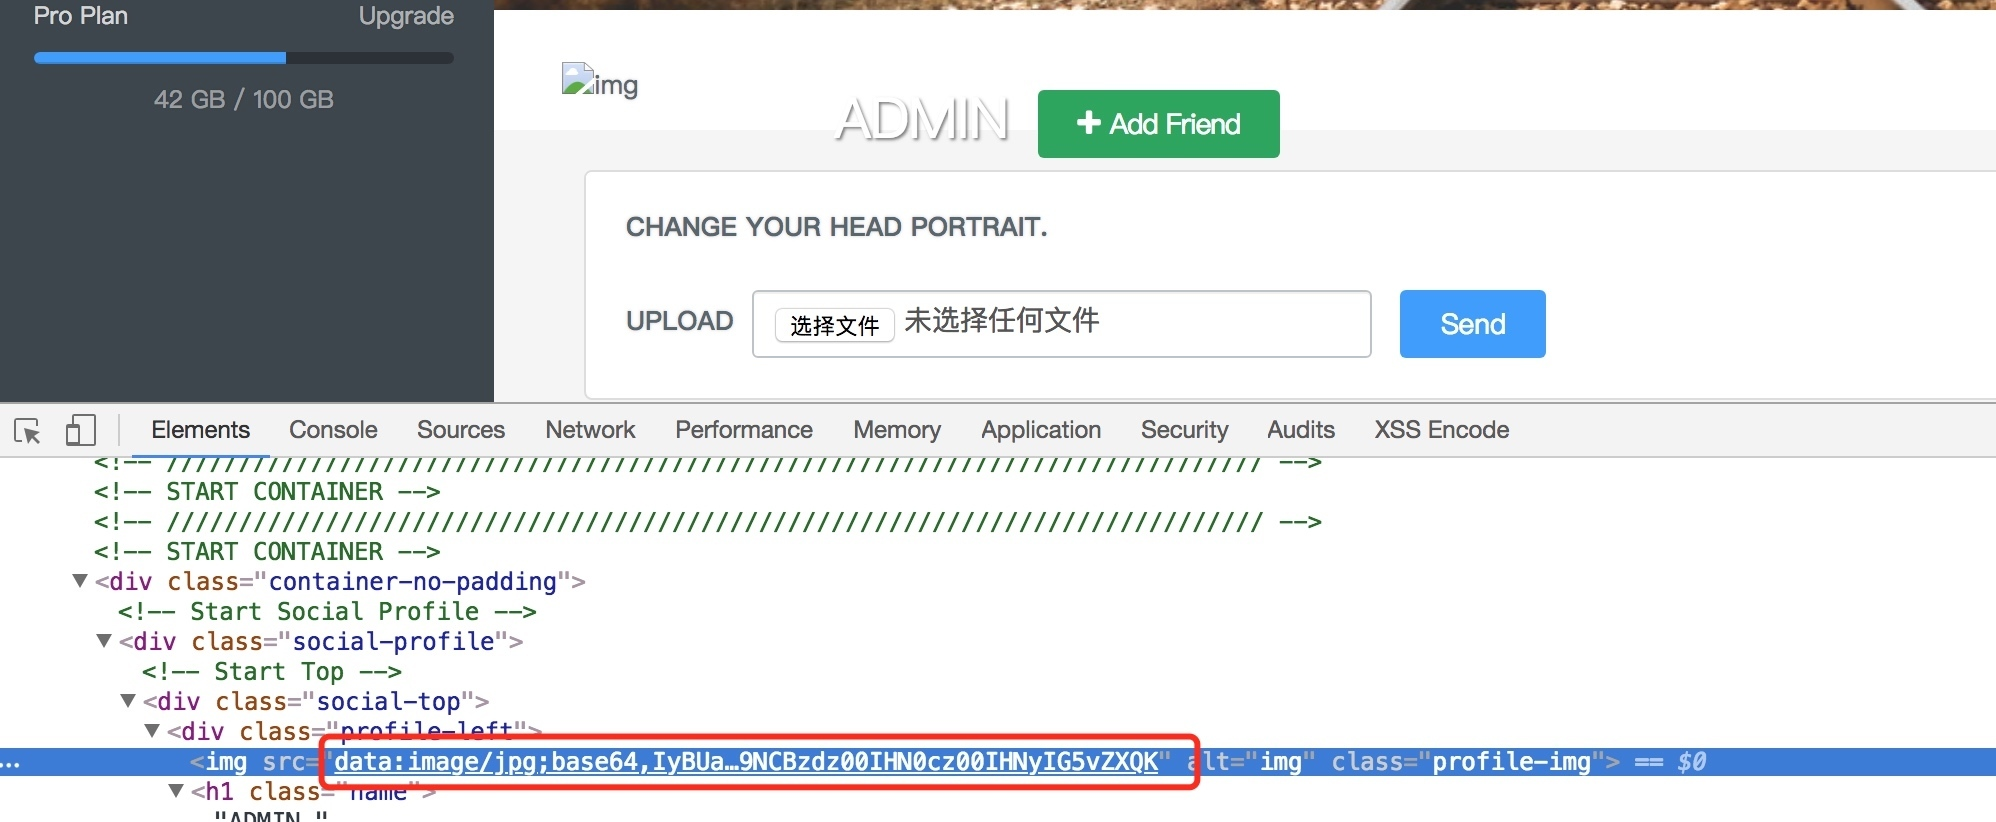 Pro Plan Upgrade
42 GB / 100 GB
img
ADMIN
Add Friend
CHANGE YOUR HEAD PORTRAIT.
UPLOAD 选择文件 未选择任何文件 Send
Elements Console Sources Network Performance Memory Application Security Audits XSS Encode
<!-- //////////////////////////////////////////////////////////////////////////// -->
<!-- START CONTAINER -->
<!-- //////////////////////////////////////////////////////////////////////////// -->
<!-- START CONTAINER -->
▼<div class="container-no-padding">
<!-- Start Social Profile -->
▼<div class="social-profile">
<!-- Start Top -->
▼<div class="social-top">
▼<div class="profile-left">
... <img src="data:image/jpg;base64,IyBUa…9NCBzdz00IHN0cz00IHNyIG5vZXQK" alt="img" class="profile-img"> == $0
▼<h1 class="name">
"ADMIN "